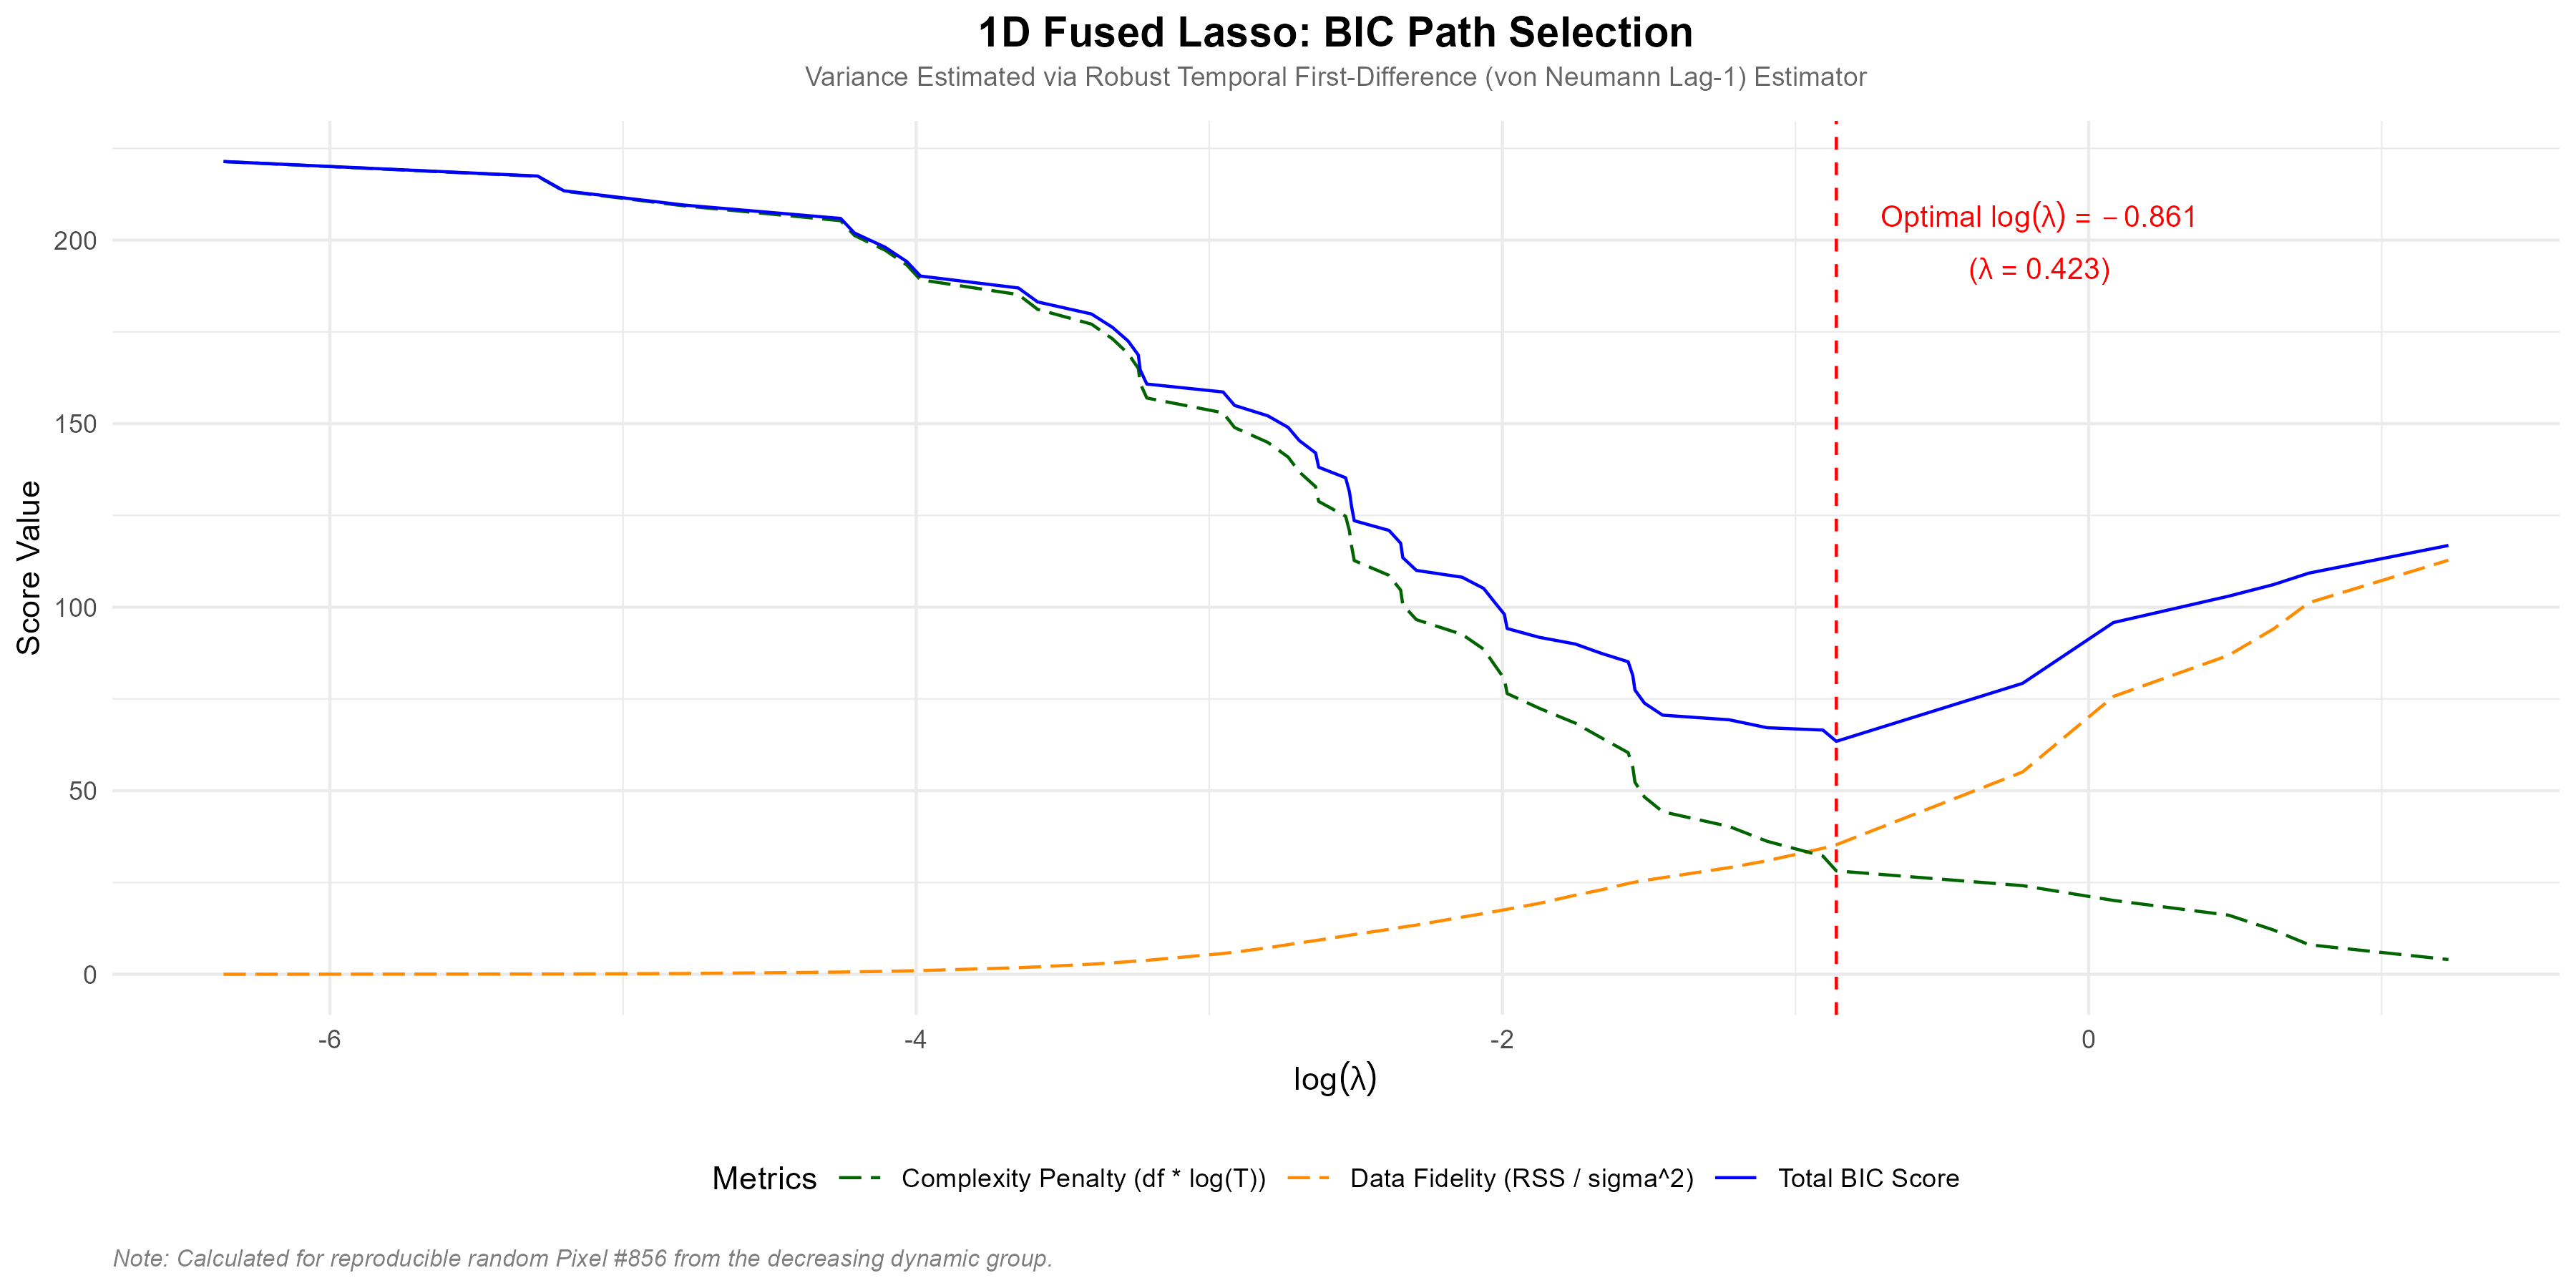 1D Fused Lasso: BIC Path Selection
Variance Estimated via Robust Temporal First-Difference (von Neumann Lag-1) Estimator
Optimal log(λ) = − 0.861
(λ = 0.423)
Score Value
200
150
100
50
0
-6
-4
-2
0
log(λ)
Metrics
Complexity Penalty (df * log(T))
Data Fidelity (RSS / sigma^2)
Total BIC Score
Note: Calculated for reproducible random Pixel #856 from the decreasing dynamic group.